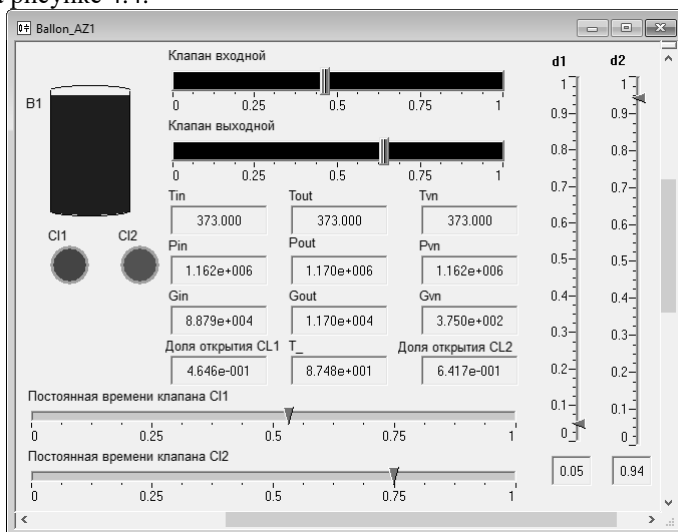 а рисунке 4.4.
Ballon_AZ1
Клапан входной
0 0.25 0.5 0.75 1
B1
Клапан выходной
0 0.25 0.5 0.75 1
Tin Tout Tvn
373.000 373.000 373.000
Cl1 Cl2
Pin Pout Pvn
1.162e+006 1.170e+006 1.162e+006
Gin Gout Gvn
8.879e+004 1.170e+004 3.750e+002
Доля открытия CL1 T_ Доля открытия CL2
4.646e-001 8.748e+001 6.417e-001
Постоянная времени клапана Cl1
0 0.25 0.5 0.75 1
Постоянная времени клапана Cl2
0 0.25 0.5 0.75 1
d1 d2
1 1
0.9 0.9
0.8 0.8
0.7 0.7
0.6 0.6
0.5 0.5
0.4 0.4
0.3 0.3
0.2 0.2
0.1 0.1
0 0
0.05 0.94